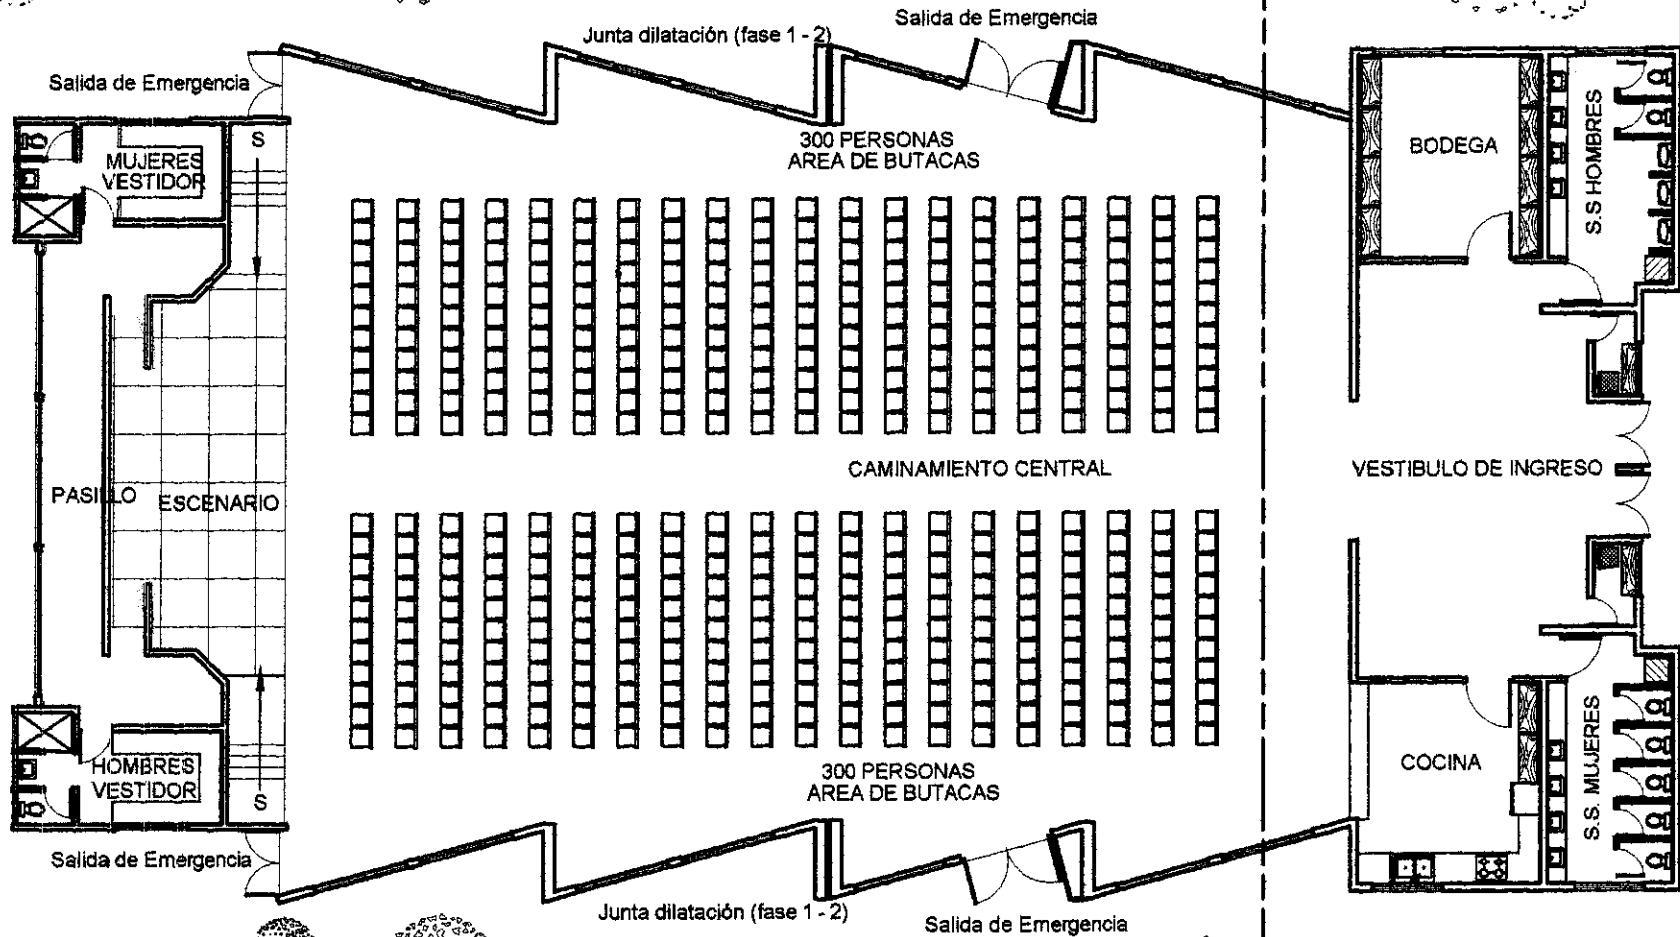 Salida de Emergencia
Junta dilatación (fase 1 - 2)
Salida de Emergencia
S
300 PERSONAS
AREA DE BUTACAS
MUJERES
VESTIDOR
BODEGA
S.S HOMBRES
CAMINAMIENTO CENTRAL
VESTIBULO DE INGRESO
PASILLO
ESCENARIO
HOMBRES
VESTIDOR
S
300 PERSONAS
AREA DE BUTACAS
COCINA
S.S. MUJERES
Salida de Emergencia
Junta dilatación (fase 1 - 2)
Salida de Emergencia